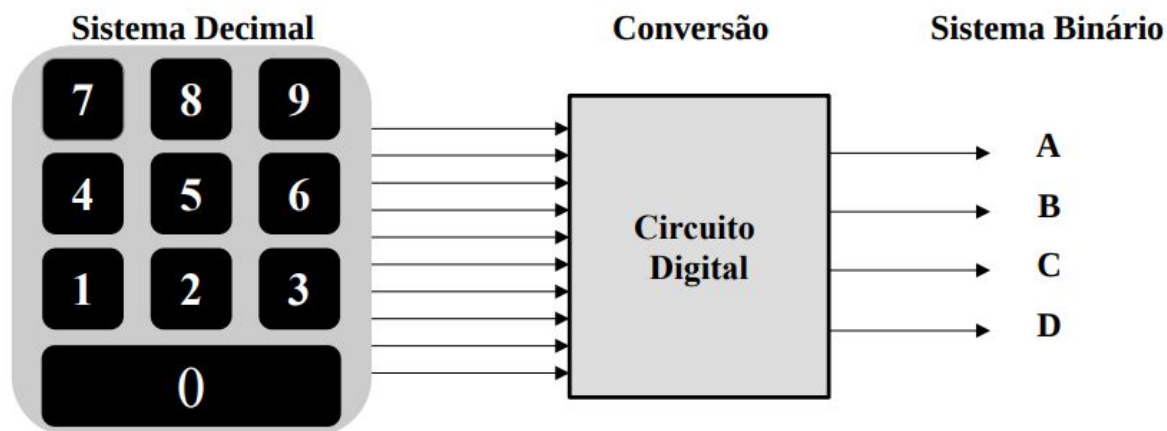 Sistema Decimal
Conversão
Sistema Binário
7 8 9
4 5 6
1 2 3
0
Circuito
Digital
A
B
C
D